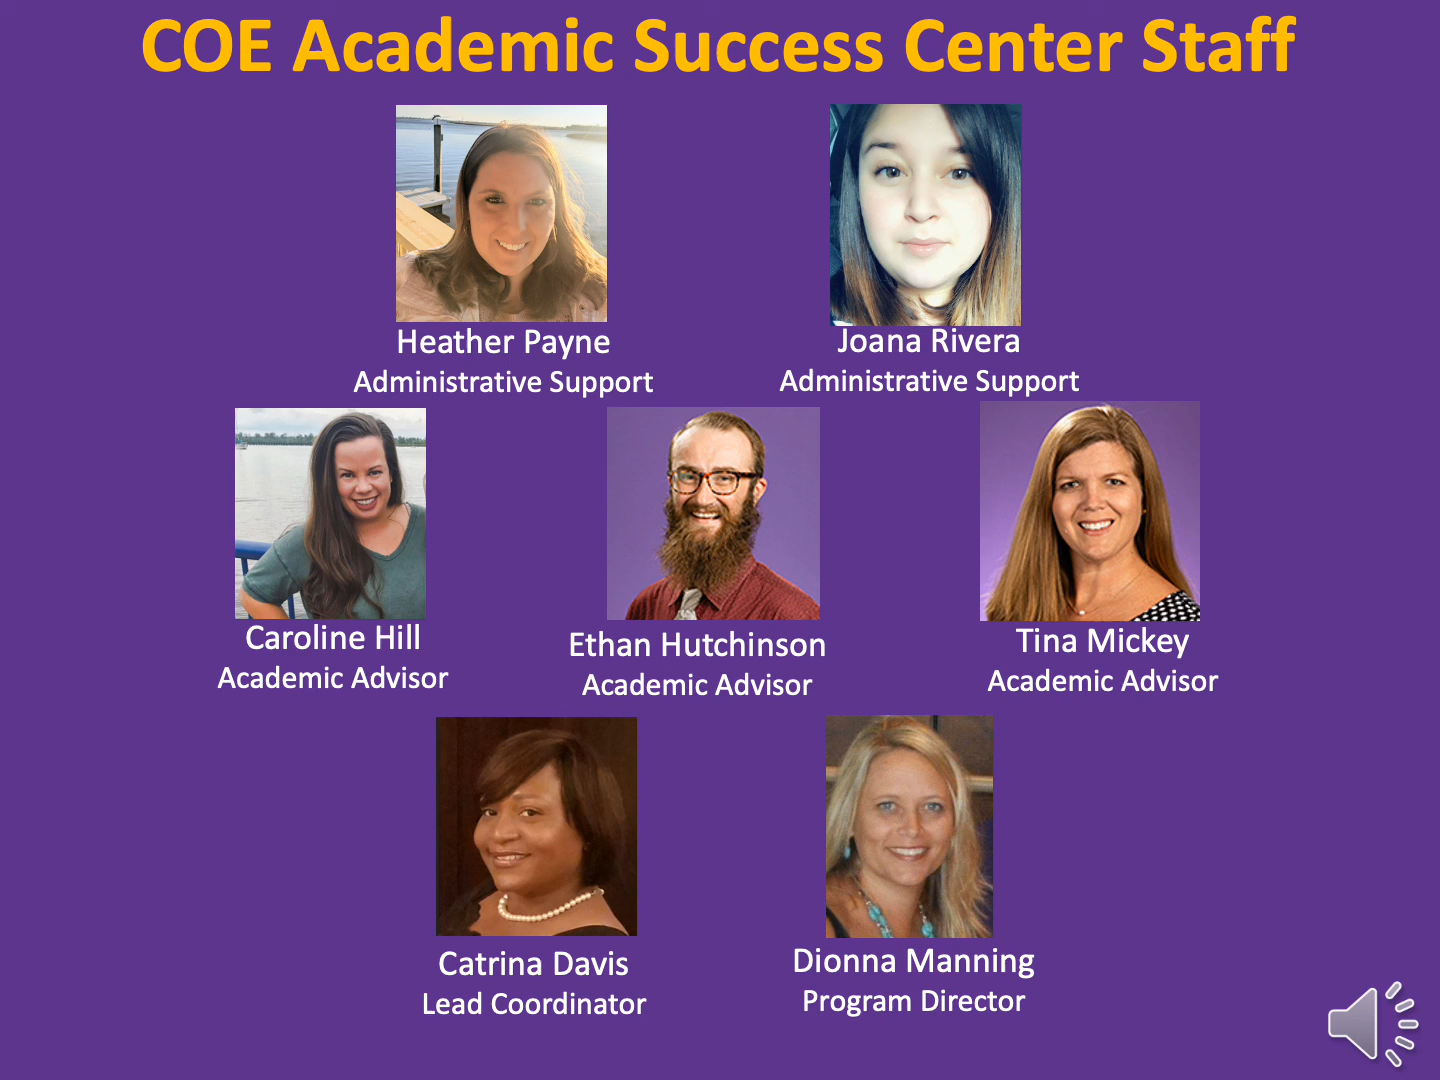 COE Academic Success Center Staff
Heather Payne
Administrative Support
Joana Rivera
Administrative Support
Caroline Hill
Academic Advisor
Ethan Hutchinson
Academic Advisor
Tina Mickey
Academic Advisor
Catrina Davis
Lead Coordinator
Dionna Manning
Program Director